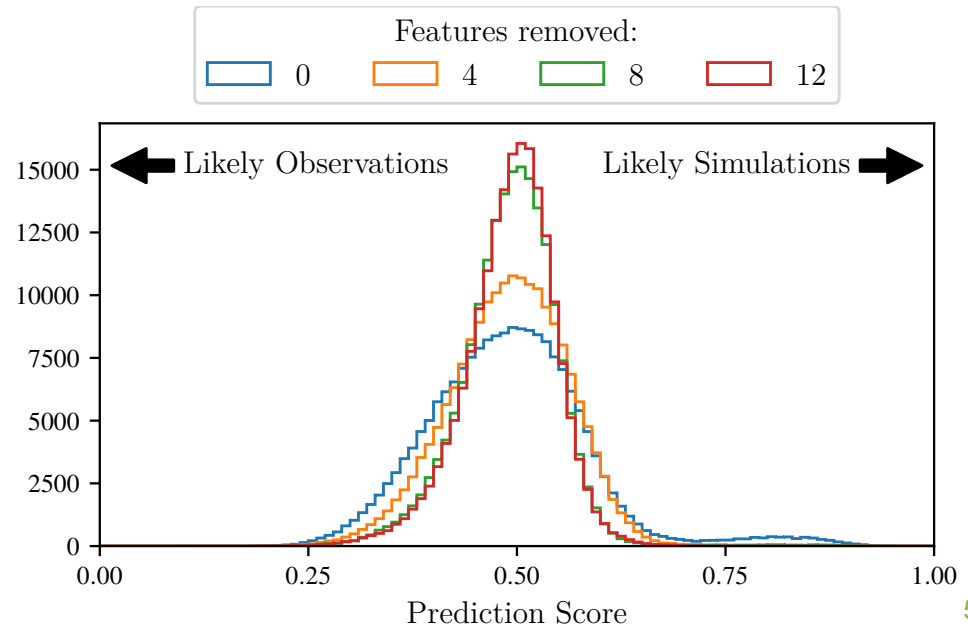 Features removed:
0 4 8 12
Likely Observations Likely Simulations
15000
12500
10000
7500
5000
2500
0
0.00 0.25 0.50 0.75 1.00
Prediction Score